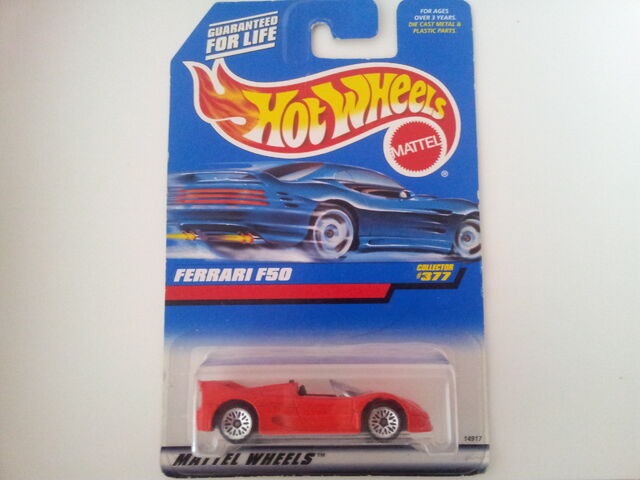 GUARANTEED
FOR LIFE
FOR AGES
OVER 3 YEARS.
DIE CAST METAL &
PLASTIC PARTS.
HOT WHEELS
MATTEL
®
FERRARI F50
COLLECTOR
#377
14917
MATTEL WHEELS™